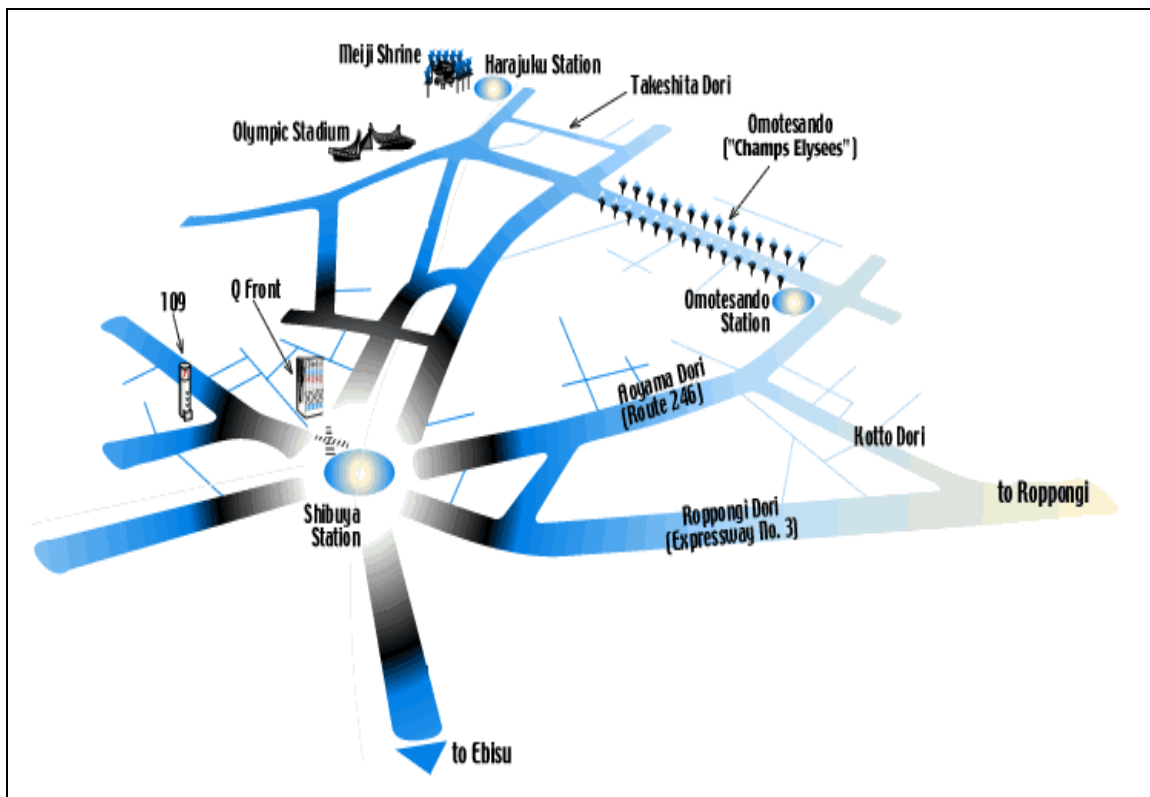 Meiji Shrine
Harajuku Station
Takeshita Dori
Olympic Stadium
Omotesando
("Champs Elysees")
109
Q Front
Omotesando
Station
Aoyama Dori
(Route 246)
Kotto Dori
Shibuya
Station
Roppongi Dori
(Expressway No. 3)
to Roppongi
to Ebisu